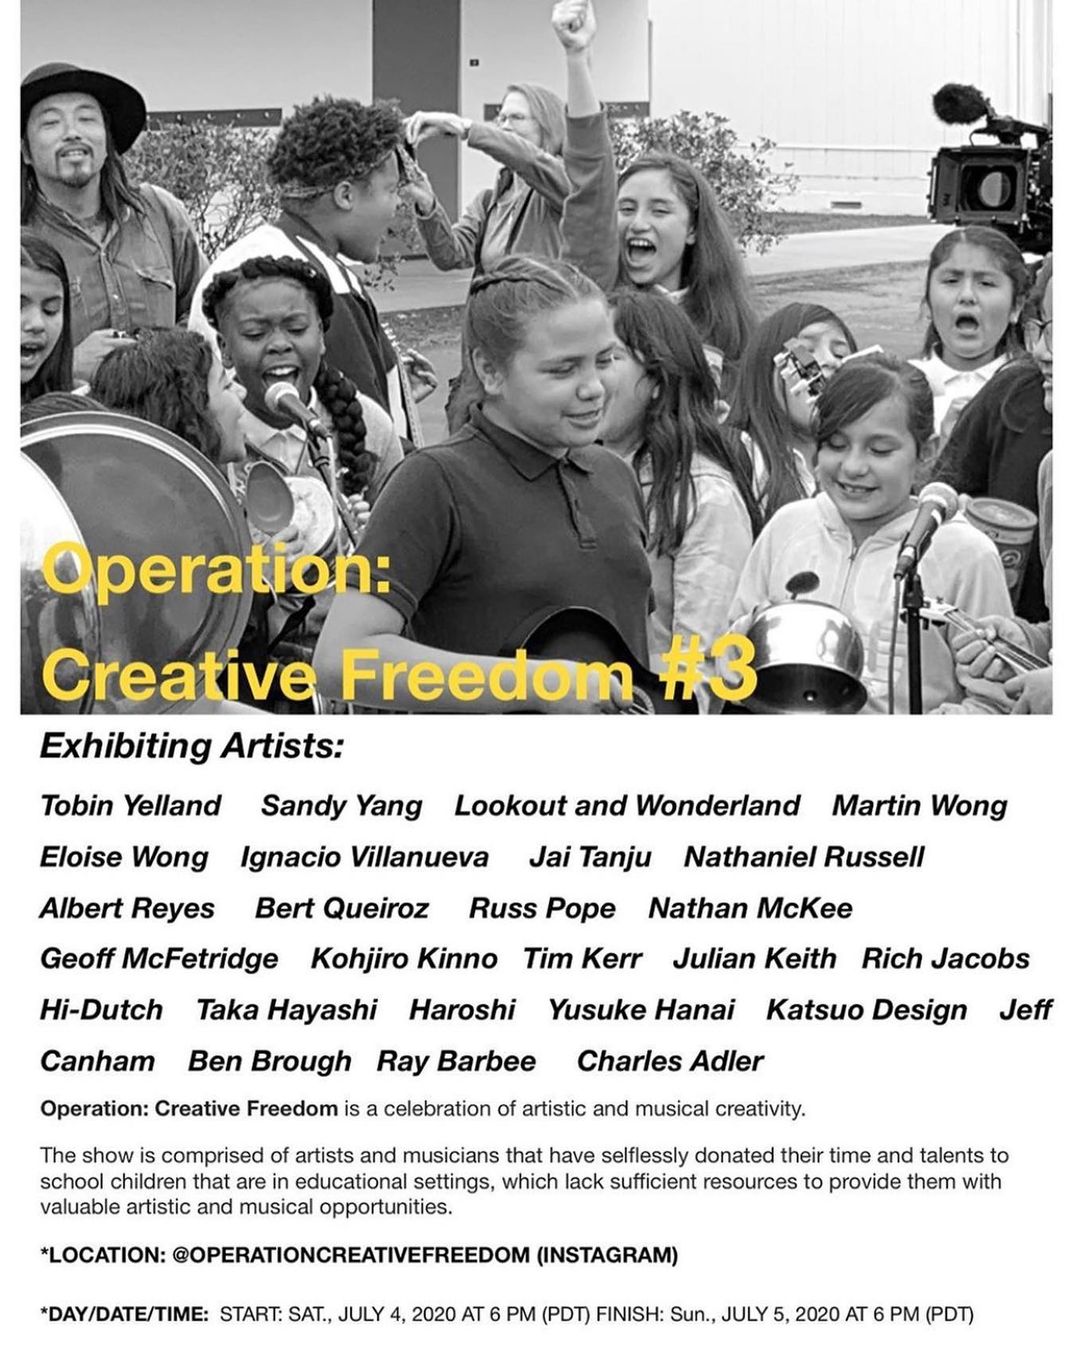 Operation:
Creative Freedom #3
Exhibiting Artists:
Tobin Yelland Sandy Yang Lookout and Wonderland Martin Wong
Eloise Wong Ignacio Villanueva Jai Tanju Nathaniel Russell
Albert Reyes Bert Queiroz Russ Pope Nathan McKee
Geoff McFetridge Kohjiro Kinno Tim Kerr Julian Keith Rich Jacobs
Hi-Dutch Taka Hayashi Haroshi Yusuke Hanai Katsuo Design Jeff
Canham Ben Brough Ray Barbee Charles Adler
Operation: Creative Freedom is a celebration of artistic and musical creativity.
The show is comprised of artists and musicians that have selflessly donated their time and talents to
school children that are in educational settings, which lack sufficient resources to provide them with
valuable artistic and musical opportunities.
*LOCATION: @OPERATIONCREATIVEFREEDOM (INSTAGRAM)
*DAY/DATE/TIME: START: SAT., JULY 4, 2020 AT 6 PM (PDT) FINISH: Sun., JULY 5, 2020 AT 6 PM (PDT)